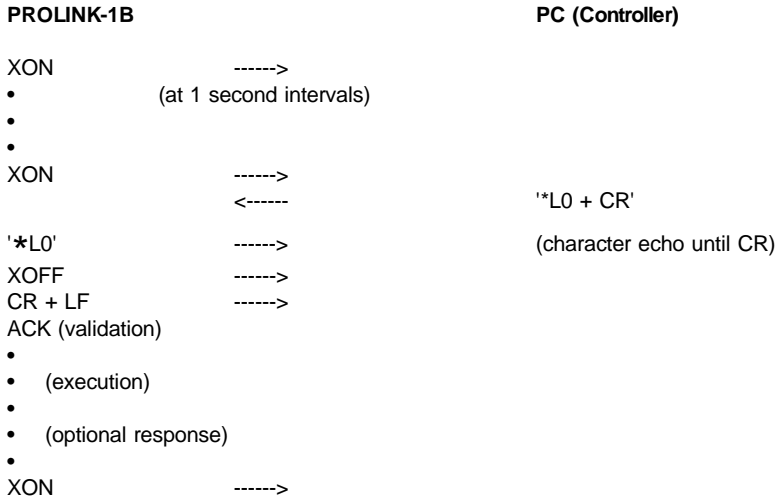 PROLINK-1B PC (Controller)
XON ------>
• (at 1 second intervals)
•
•
XON ------>
<------ '*L0 + CR'
'*L0' ------> (character echo until CR)
XOFF ------>
CR + LF ------>
ACK (validation)
•
• (execution)
•
• (optional response)
•
XON ------>